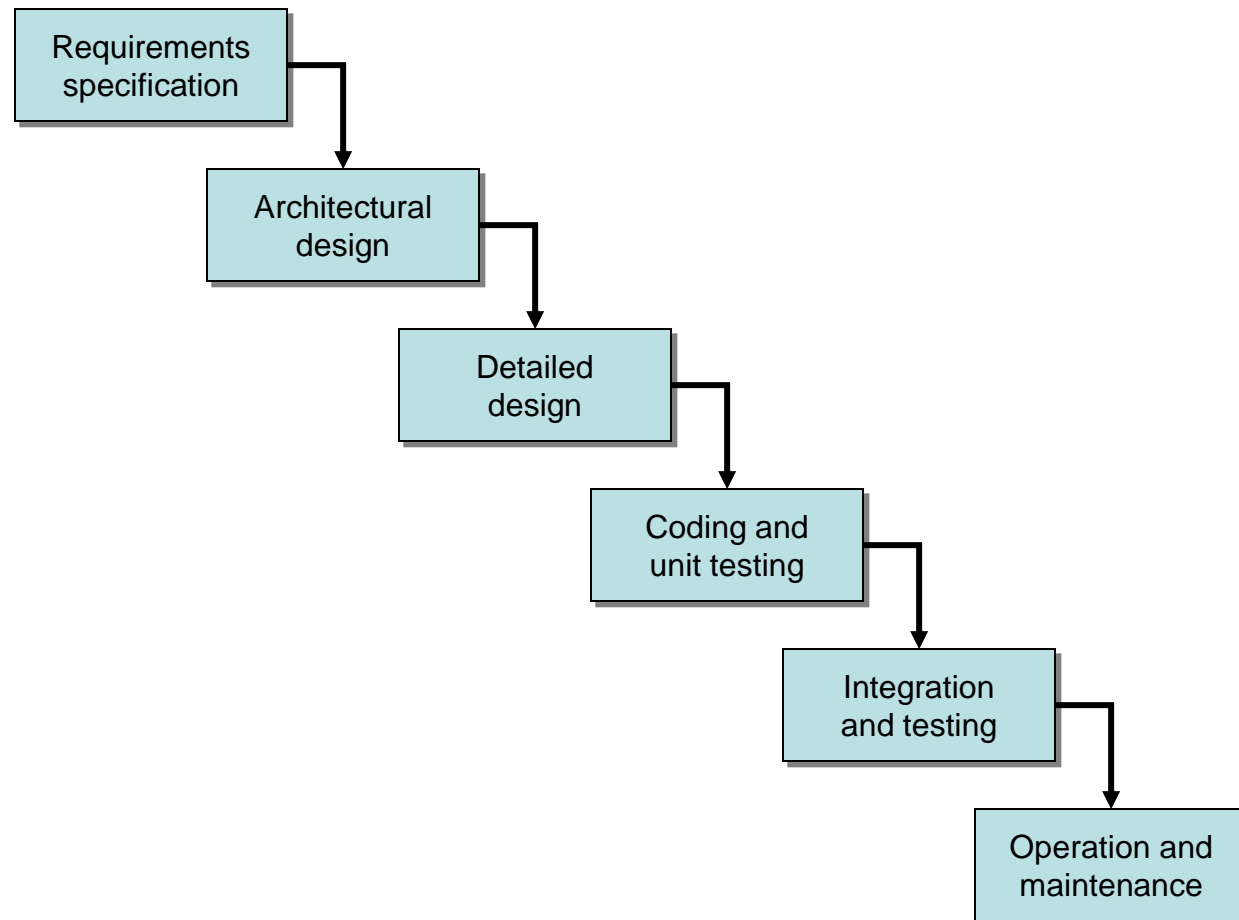 Requirements
specification
Architectural
design
Detailed
design
Coding and
unit testing
Integration
and testing
Operation and
maintenance